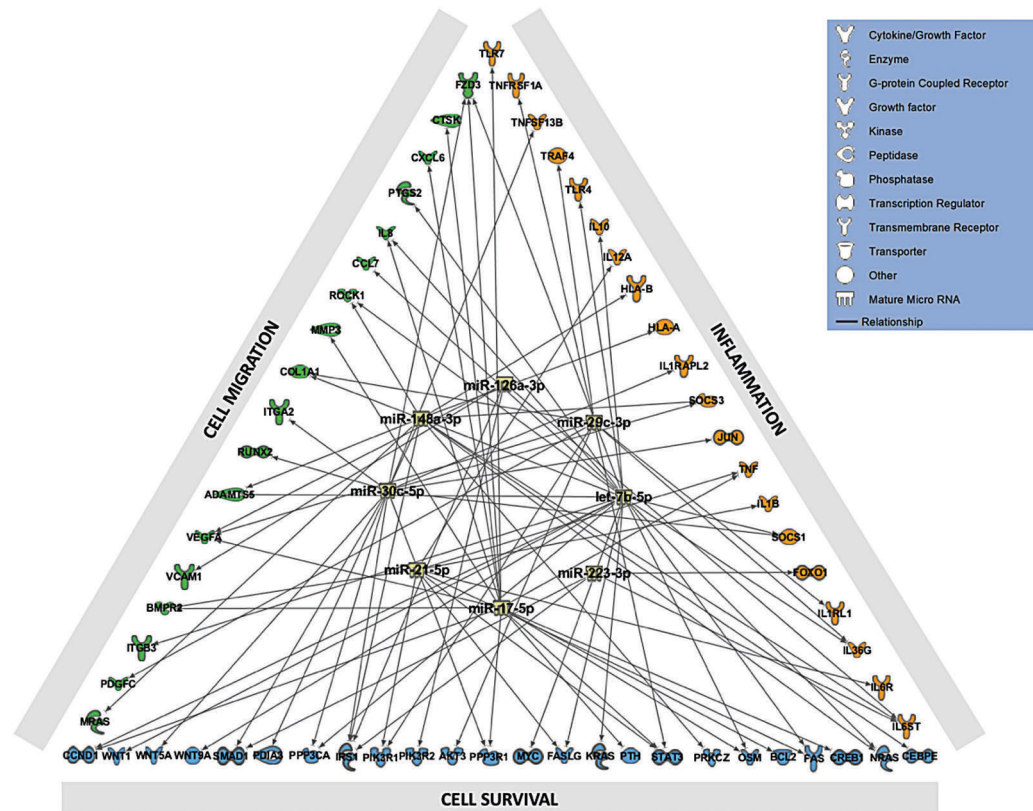 TLR7
FZD3
TNFRSF1A
CTSK
TNFSF13B
CXCL6
TRAF4
PTGS2
TLR4
IL8
IL10
CCL7
IL12A
ROCK1
HLA-B
MMP3
HLA-A
COL1A1
IL1RAPL2
ITGA2
SOCS3
RUNX2
JUN
ADAMTS5
TNF
VEGFA
IL1B
VCAM1
SOCS1
BMPR2
FOXO1
ITGB3
IL1RL1
PDGFC
IL36G
MRAS
IL6R
IL6ST
miR-126a-3p
miR-148a-3p
miR-29c-3p
miR-30c-5p
let-7b-5p
miR-21-5p
miR-223-3p
miR-17-5p
CCND1 WNT1 WNT5A WNT9A SMAD1 PDIA3 PPP3CA IRS1 PIK3R1 PIK3R2 AKT3 PPP3R1 MYC FASLG KRAS PTH STAT3 PRKCZ OSM BCL2 FAS CREB1 NRAS CEBPE
CELL MIGRATION
INFLAMMATION
CELL SURVIVAL
Cytokine/Growth Factor
Enzyme
G-protein Coupled Receptor
Growth factor
Kinase
Peptidase
Phosphatase
Transcription Regulator
Transmembrane Receptor
Transporter
Other
Mature Micro RNA
Relationship